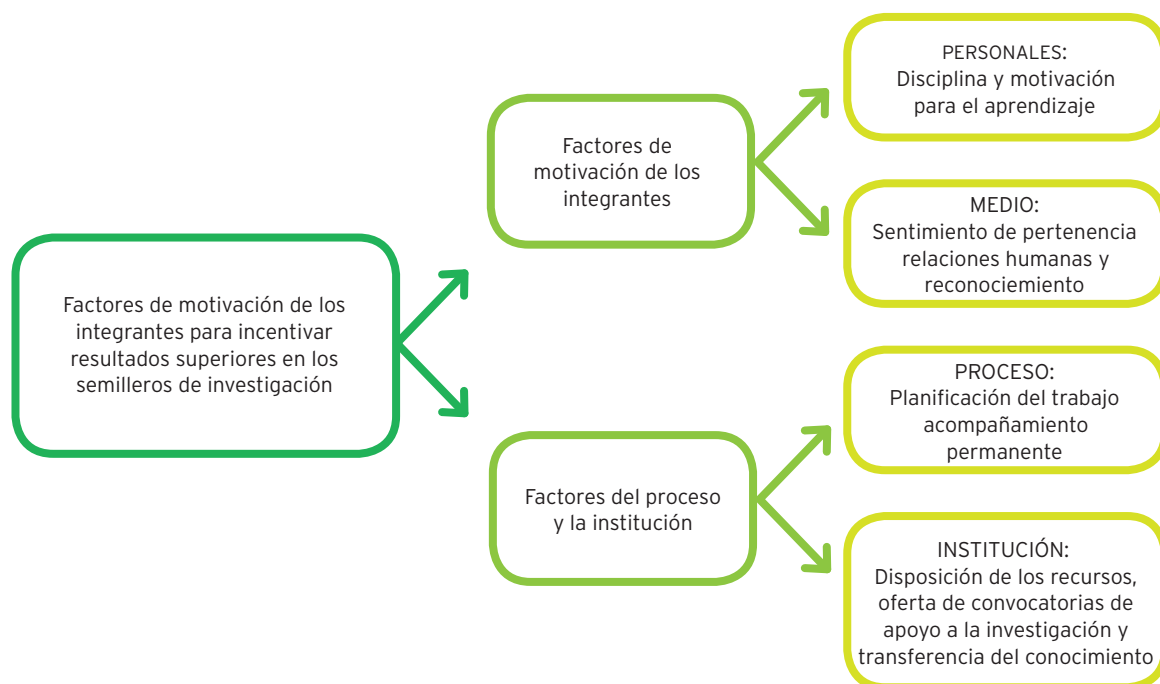 Factores de motivación de los
integrantes para incentivar
resultados superiores en los
semilleros de investigación
Factores de
motivación de los
integrantes
PERSONALES:
Disciplina y motivación
para el aprendizaje
MEDIO:
Sentimiento de pertenencia
relaciones humanas y
reconociemiento
Factores del proceso
y la institución
PROCESO:
Planificación del trabajo
acompañamiento
permanente
INSTITUCIÓN:
Disposición de los recursos,
oferta de convocatorias de
apoyo a la investigación y
transferencia del conocimiento